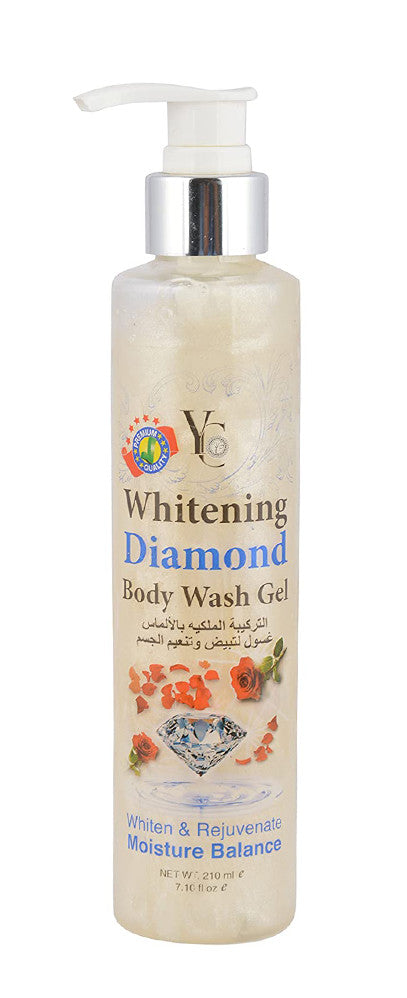 PREMIUM
QUALITY
YC
Whitening
Diamond
Body Wash Gel
التركيبة الملكيه بالألماس
غسول لتبيض وتنعيم الجسم
Whiten & Rejuvenate
Moisture Balance
NET WT. 210 ml e
7.10 fl oz e